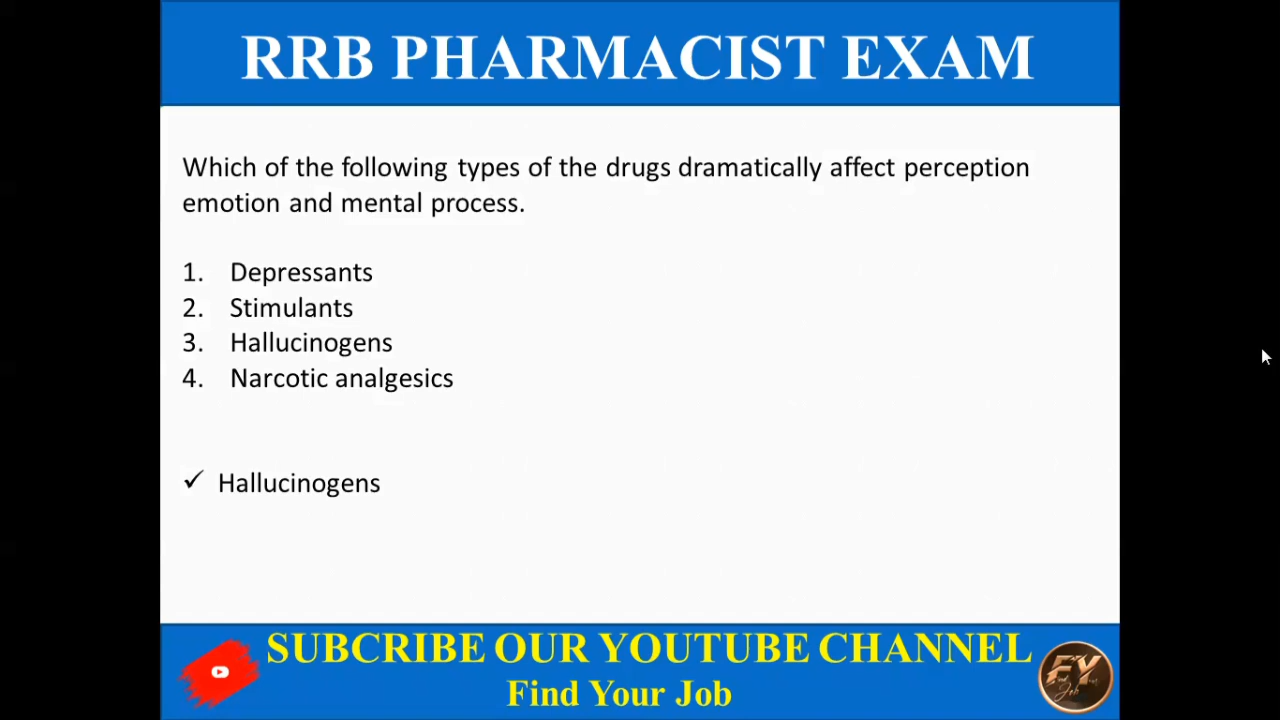 RRB PHARMACIST EXAM
Which of the following types of the drugs dramatically affect perception
emotion and mental process.
1. Depressants
2. Stimulants
3. Hallucinogens
4. Narcotic analgesics
✓ Hallucinogens
SUBCRIBE OUR YOUTUBE CHANNEL
Find Your Job